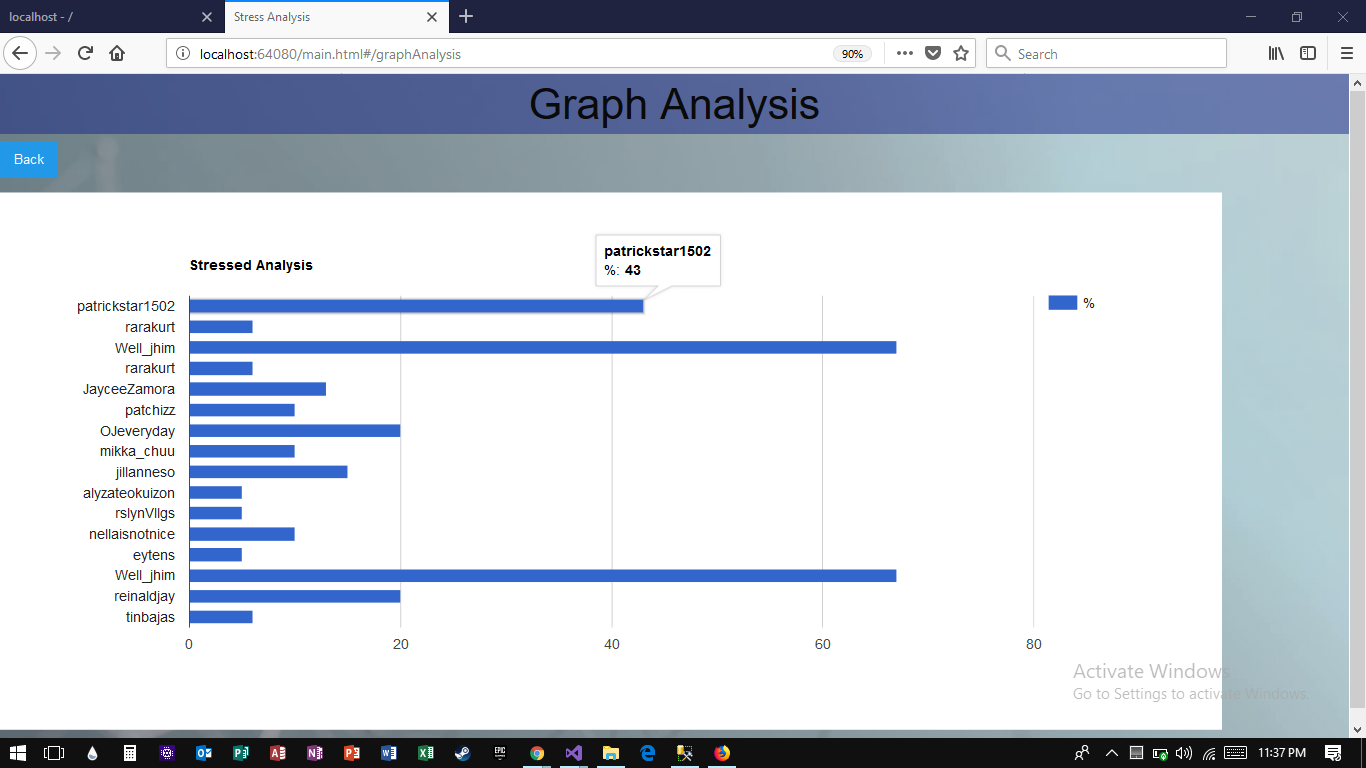 localhost - /
Stress Analysis
localhost:64080/main.html#/graphAnalysis
90%
Search
Graph Analysis
Back
patrickstar1502
%: 43
Stressed Analysis
%
patrickstar1502
rarakurt
Well_jhim
rarakurt
JayceeZamora
patchizz
OJeveryday
mikka_chuu
jillanneso
alyzateokuizon
rslynVllgs
nellaisnotnice
eytens
Well_jhim
reinaldjay
tinbajas
0 20 40 60 80
Activate Windows
Go to Settings to activate Windows.
11:37 PM